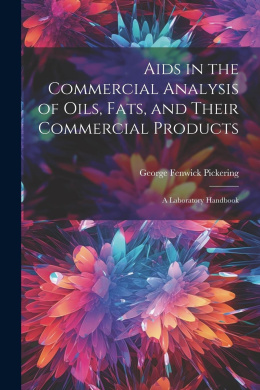 Aids in the
Commercial Analysis
of Oils, Fats, and Their
Commercial Products
George Fenwick Pickering
A Laboratory Handbook